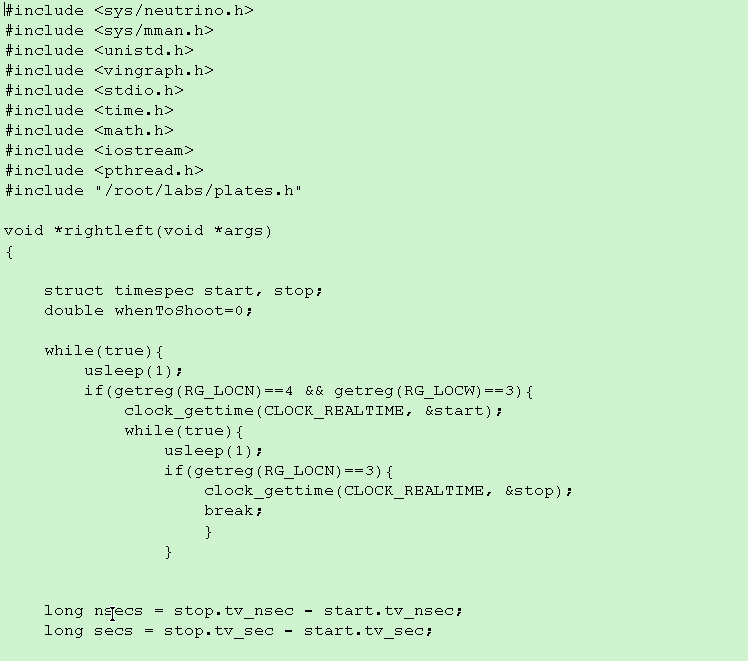 #include <sys/neutrino.h>
#include <sys/mman.h>
#include <unistd.h>
#include <vingraph.h>
#include <stdio.h>
#include <time.h>
#include <math.h>
#include <iostream>
#include <pthread.h>
#include "/root/labs/plates.h"

void *rightleft(void *args)
{

    struct timespec start, stop;
    double whenToShoot=0;

    while(true){
        usleep(1);
        if(getreg(RG_LOCN)==4 && getreg(RG_LOCW)==3){
            clock_gettime(CLOCK_REALTIME, &start);
            while(true){
                usleep(1);
                if(getreg(RG_LOCN)==3){
                    clock_gettime(CLOCK_REALTIME, &stop);
                    break;
                    }
                }


    long nsecs = stop.tv_nsec - start.tv_nsec;
    long secs = stop.tv_sec - start.tv_sec;